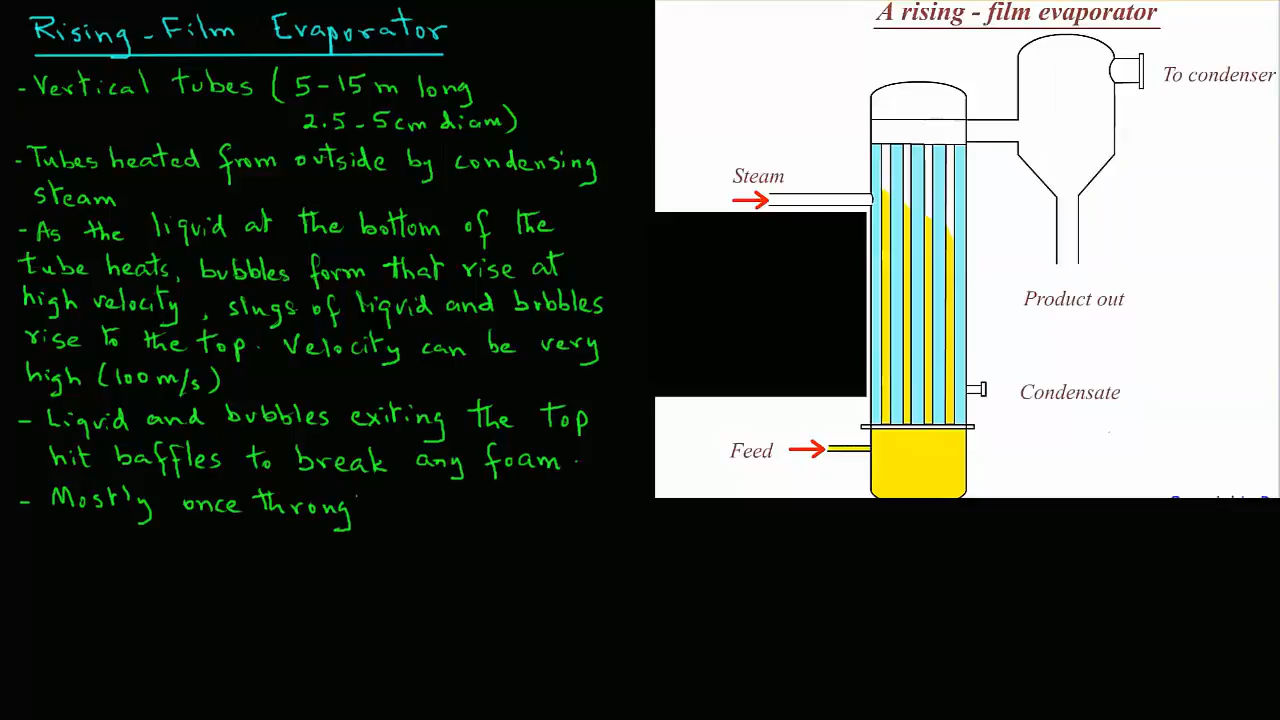 Rising-Film Evaporator
- Vertical tubes (5-15 m long
2.5-5cm diam)
- Tubes heated from outside by condensing
steam
- As the liquid at the bottom of the
tube heats, bubbles form that rise at
high velocity, slugs of liquid and bubbles
rise to the top. Velocity can be very
high (100m/s)
- Liquid and bubbles exiting the top
hit baffles to break any foam.
- Mostly once throug
A rising - film evaporator
To condenser
Steam
Product out
Condensate
Feed